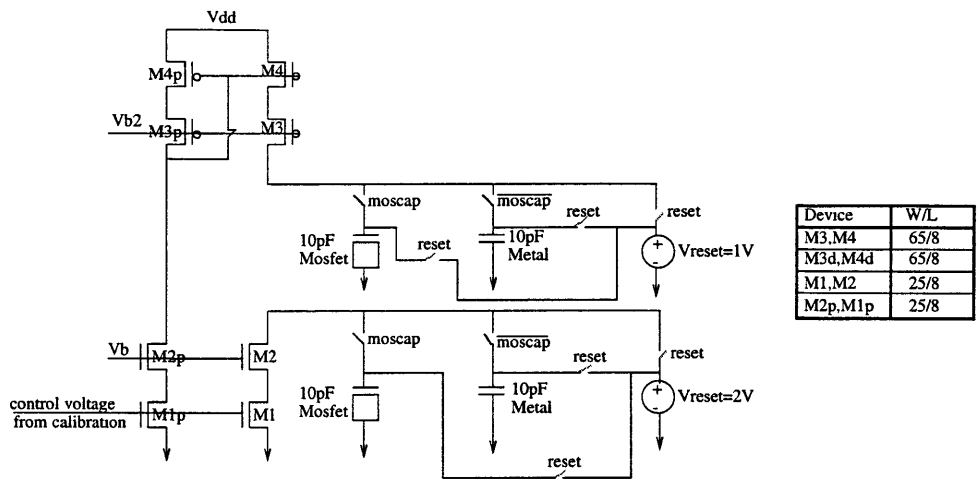 Vdd
M4p
M4
Vb2
M3p
M3
moscap
moscap
reset
reset
10pF
Mosfet
reset
10pF
Metal
Vreset=1V
Device W/L
M3,M4 65/8
M3d,M4d 65/8
M1,M2 25/8
M2p,M1p 25/8
Vb
M2p
M2
moscap
moscap
reset
reset
control voltage
from calibration
M1p
M1
10pF
Mosfet
10pF
Metal
Vreset=2V
reset